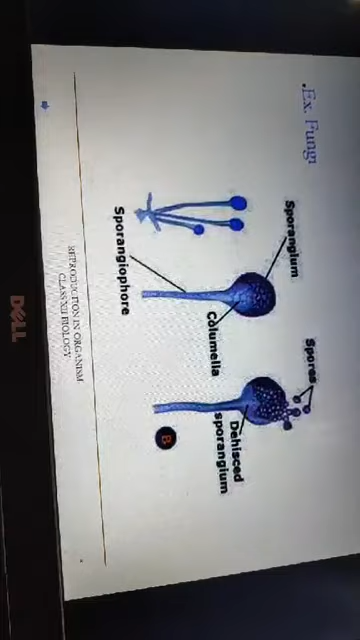 .Ex. Fungi
Sporangium
Spores
Columella
Dehisced
sporangium
Sporangiophore
B
REPRODUCTION IN ORGANISM
CLASS XII BIOLOGY
DELL